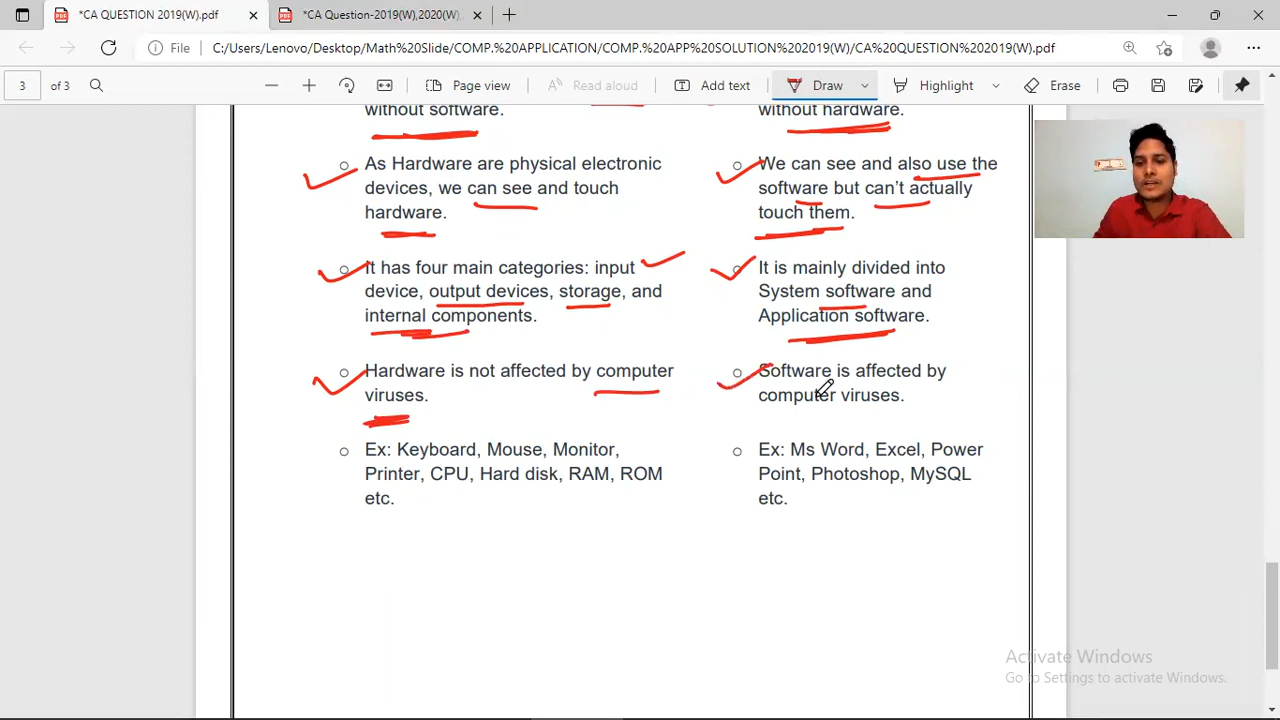 *CA QUESTION 2019(W).pdf
*CA Question-2019(W),2020(W).
File
C:/Users/Lenovo/Desktop/Math%20Slide/COMP.%20APPLICATION/COMP.%20APP%20SOLUTION%202019(W)/CA%20QUESTION%202019(W).pdf
3 of 3
Page view
Read aloud
Add text
Draw
Highlight
Erase
without software.
As Hardware are physical electronic
devices, we can see and touch
hardware.
It has four main categories: input
device, output devices, storage, and
internal components.
Hardware is not affected by computer
viruses.
Ex: Keyboard, Mouse, Monitor,
Printer, CPU, Hard disk, RAM, ROM
etc.
without hardware.
We can see and also use the
software but can't actually
touch them.
It is mainly divided into
System software and
Application software.
Software is affected by
computer viruses.
Ex: Ms Word, Excel, Power
Point, Photoshop, MySQL
etc.
Activate Windows
Go to Settings to activate Windows.